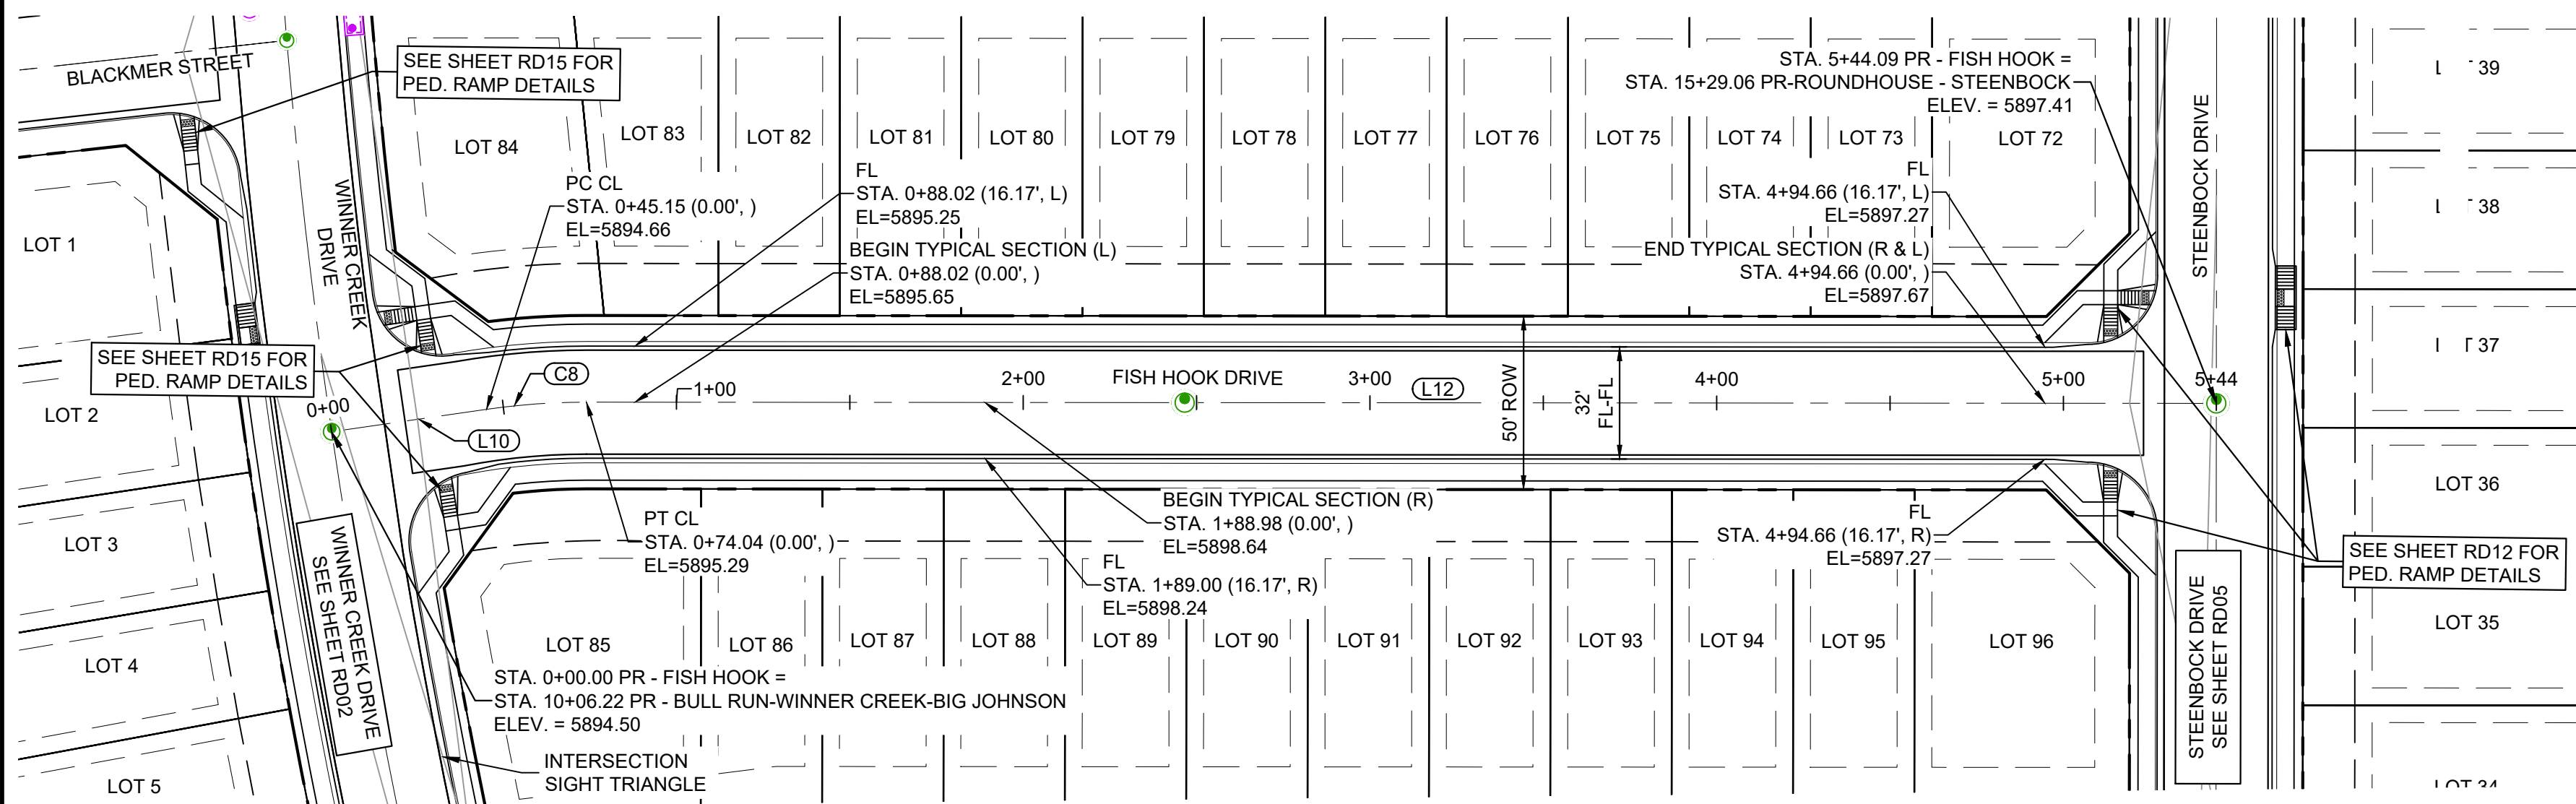 BLACKMER STREET
SEE SHEET RD15 FOR
PED. RAMP DETAILS
LOT 84
LOT 83
LOT 82
LOT 81
LOT 80
LOT 79
LOT 78
LOT 77
LOT 76
LOT 75
LOT 74
LOT 73
LOT 72
STA. 5+44.09 PR - FISH HOOK =
STA. 15+29.06 PR-ROUNDHOUSE - STEENBOCK
ELEV. = 5897.41
STEENBOCK DRIVE
39
38
37
LOT 36
LOT 35
LOT 1
WINNER CREEK
DRIVE
PC CL
STA. 0+45.15 (0.00', )
EL=5894.66
FL
STA. 0+88.02 (16.17', L)
EL=5895.25
BEGIN TYPICAL SECTION (L)
STA. 0+88.02 (0.00', )
EL=5895.65
FL
STA. 4+94.66 (16.17', L)
EL=5897.27
END TYPICAL SECTION (R & L)
STA. 4+94.66 (0.00', )
EL=5897.67
SEE SHEET RD15 FOR
PED. RAMP DETAILS
LOT 2
0+00
C8
L10
1+00
2+00
FISH HOOK DRIVE
3+00
L12
50' ROW
32'
FL-FL
4+00
5+00
5+44
LOT 3
LOT 4
LOT 5
WINNER CREEK DRIVE
SEE SHEET RD02
PT CL
STA. 0+74.04 (0.00', )
EL=5895.29
BEGIN TYPICAL SECTION (R)
STA. 1+88.98 (0.00', )
EL=5898.64
FL
STA. 1+89.00 (16.17', R)
EL=5898.24
FL
STA. 4+94.66 (16.17', R)
EL=5897.27
SEE SHEET RD12 FOR
PED. RAMP DETAILS
STEENBOCK DRIVE
SEE SHEET RD05
LOT 85
LOT 86
LOT 87
LOT 88
LOT 89
LOT 90
LOT 91
LOT 92
LOT 93
LOT 94
LOT 95
LOT 96
STA. 0+00.00 PR - FISH HOOK =
STA. 10+06.22 PR - BULL RUN-WINNER CREEK-BIG JOHNSON
ELEV. = 5894.50
INTERSECTION
SIGHT TRIANGLE